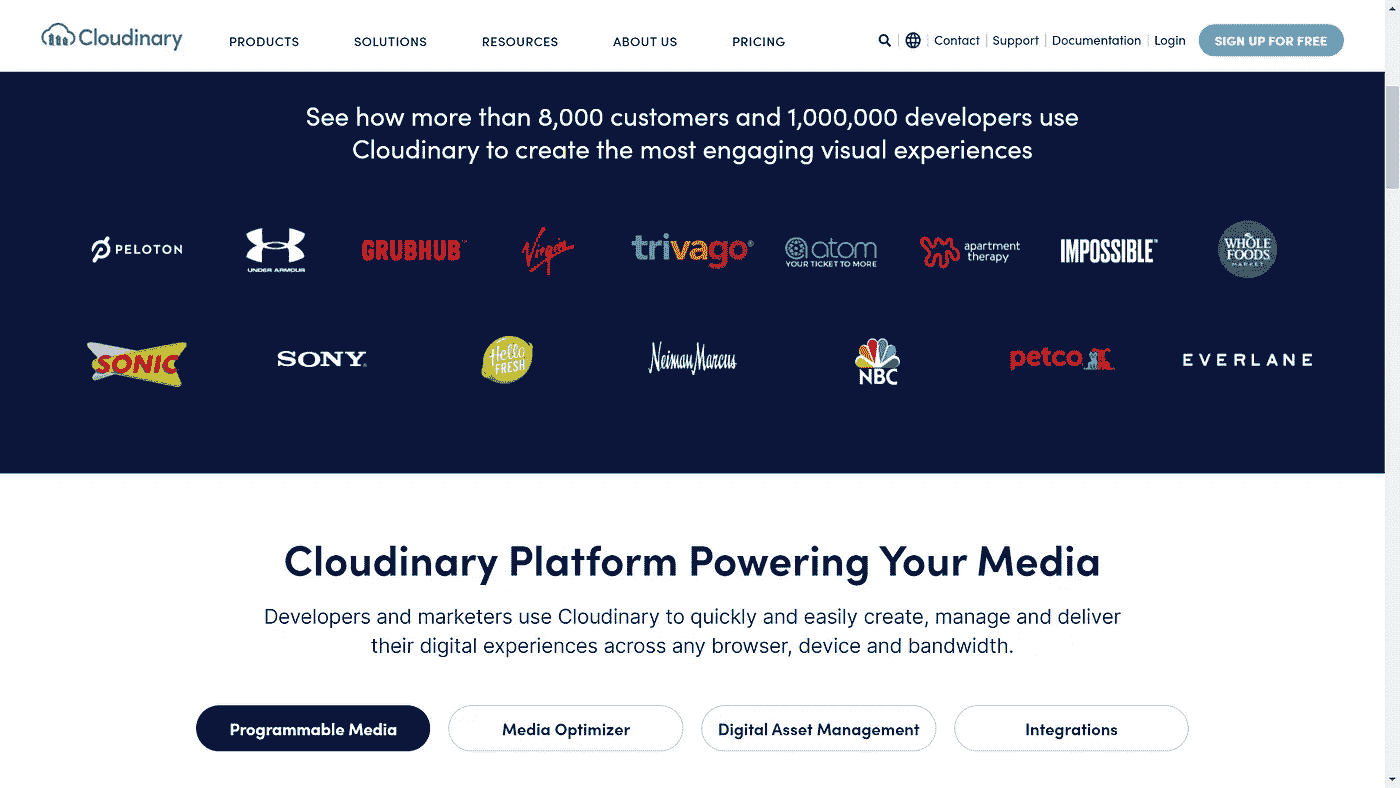 Cloudinary
PRODUCTS SOLUTIONS RESOURCES ABOUT US PRICING
Contact Support Documentation Login SIGN UP FOR FREE
See how more than 8,000 customers and 1,000,000 developers use
Cloudinary to create the most engaging visual experiences
PELOTON
UNDER ARMOUR
GRUBHUB™
Virgin
trivago®
atom
YOUR TICKET TO MORE
apartment
therapy
IMPOSSIBLE™
WHOLE
FOODS
MARKET
SONIC
SONY
Hello
FRESH
Neiman Marcus
NBC
petco
EVERLANE
Cloudinary Platform Powering Your Media
Developers and marketers use Cloudinary to quickly and easily create, manage and deliver
their digital experiences across any browser, device and bandwidth.
Programmable Media Media Optimizer Digital Asset Management Integrations